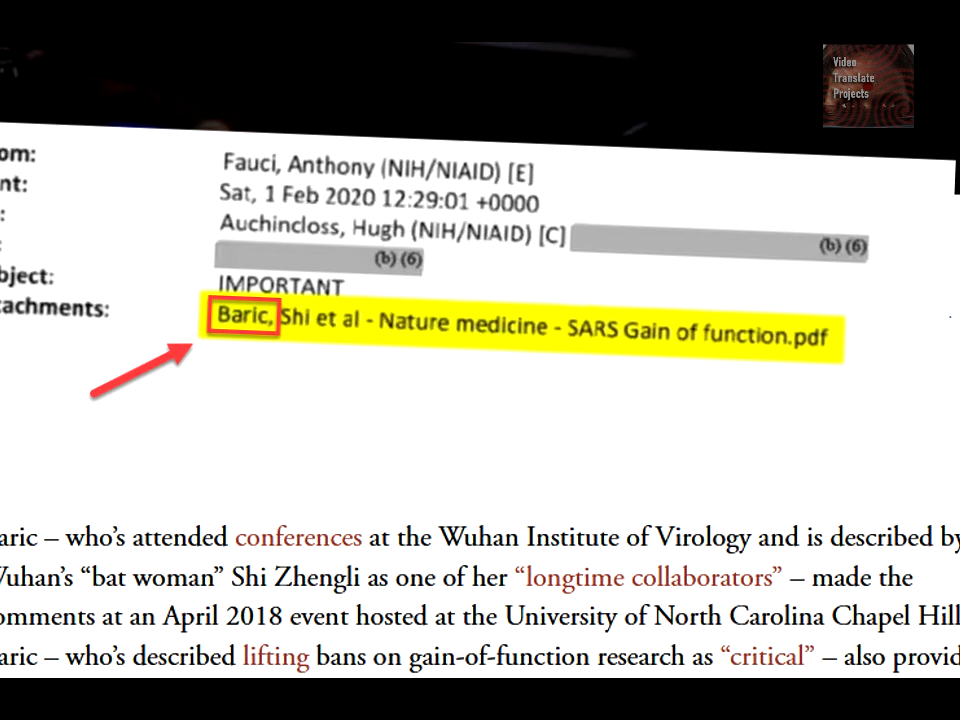 Video
Translate
Projects
om: Fauci, Anthony (NIH/NIAID) [E]
nt: Sat, 1 Feb 2020 12:29:01 +0000
: Auchincloss, Hugh (NIH/NIAID) [C] (b) (6)
: (b) (6)
bject: IMPORTANT
tachments: Baric, Shi et al - Nature medicine - SARS Gain of function.pdf
aric – who’s attended conferences at the Wuhan Institute of Virology and is described by
Wuhan’s “bat woman” Shi Zhengli as one of her “longtime collaborators” – made the
omments at an April 2018 event hosted at the University of North Carolina Chapel Hill
aric – who’s described lifting bans on gain-of-function research as “critical” – also provid